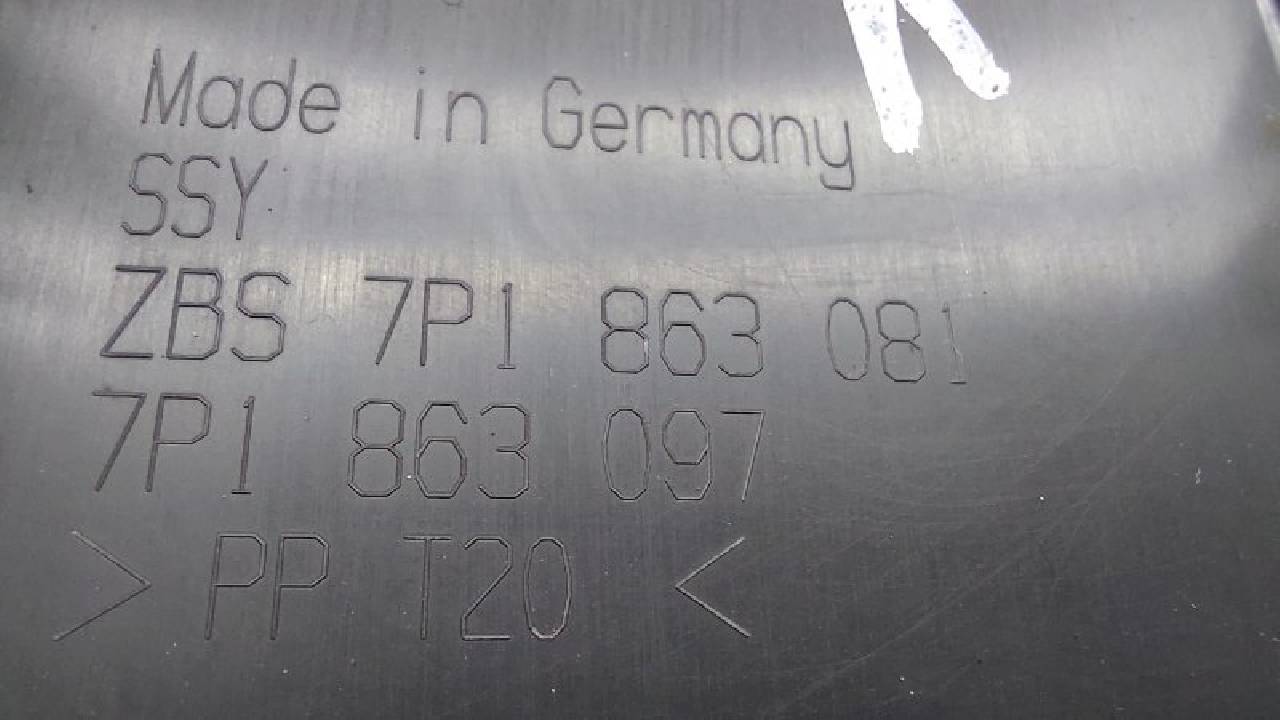 Made in Germany
SSY
ZBS 7P1 863 081
7P1 863 097
> PP T20 <